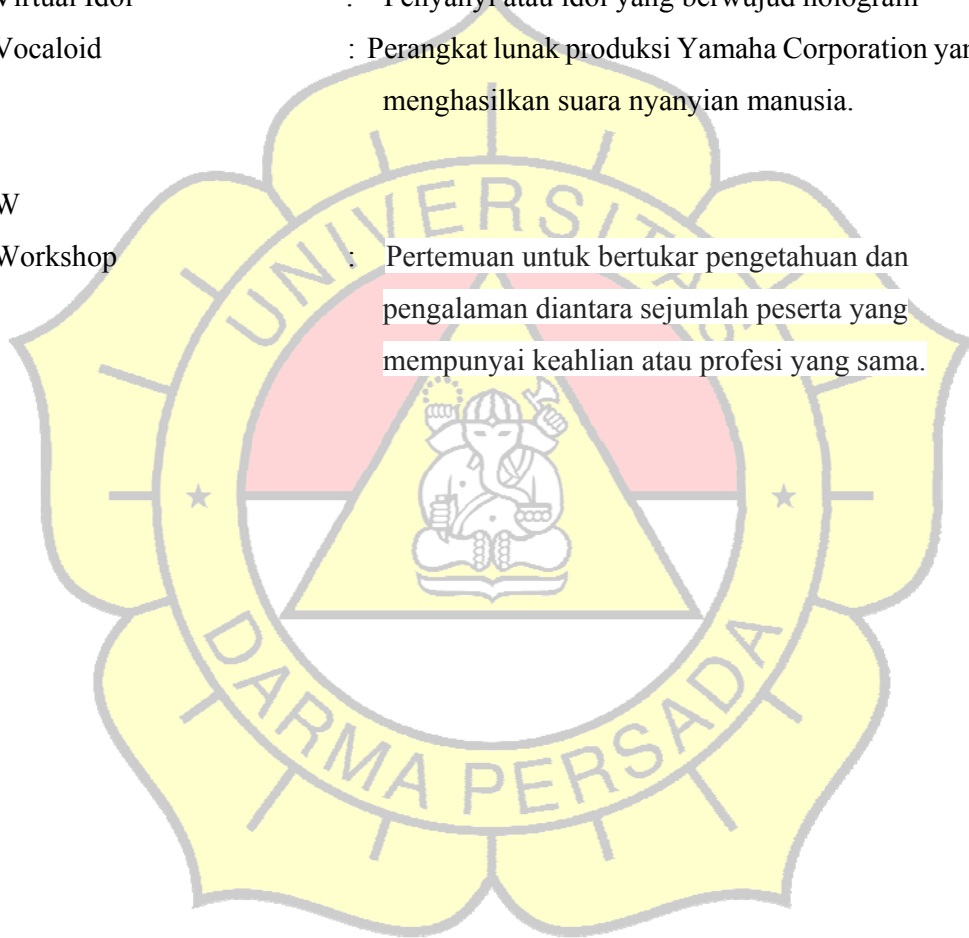 Virtual Idol : Penyanyi atau idol yang berwujud hologram
Vocaloid : Perangkat lunak produksi Yamaha Corporation
menghasilkan suara nyanyian manusia.
W
Workshop : Pertemuan untuk bertukar pengetahuan dan
pengalaman diantara sejumlah peserta yang
mempunyai keahlian atau profesi yang sama.
UNIVERSITAS
DARMA PERSADA